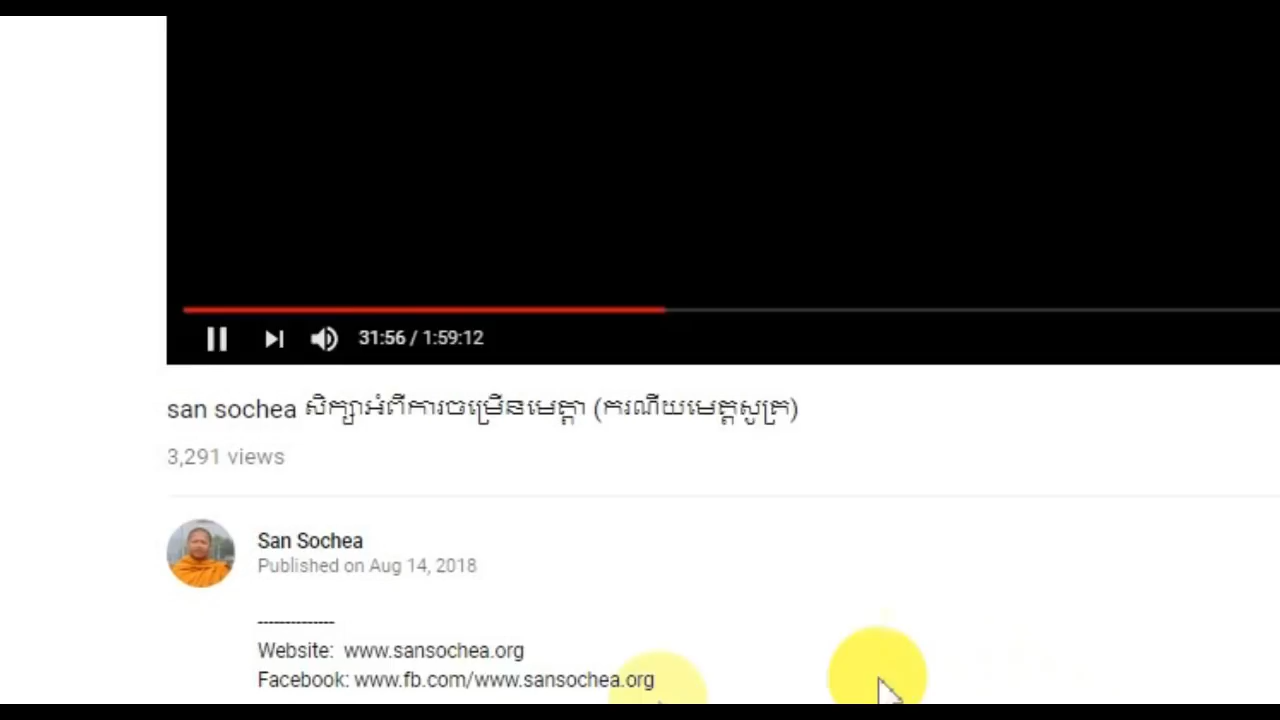 31:56 / 1:59:12
san sochea សិក្សាអំពីការចម្រើនមេត្តា (ករណីយមេត្តសូត្រ)
3,291 views
San Sochea
Published on Aug 14, 2018
--------------
Website: www.sansochea.org
Facebook: www.fb.com/www.sansochea.org